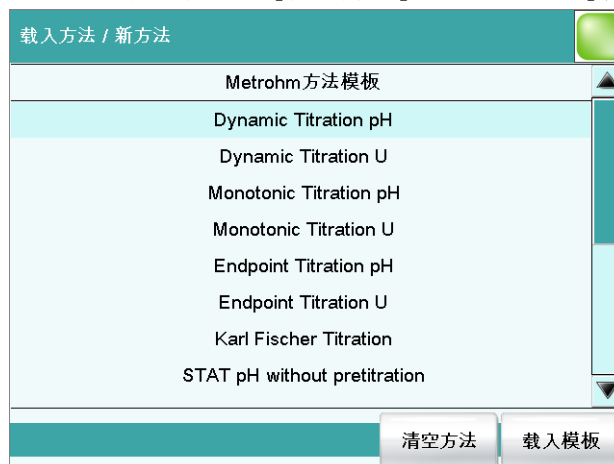 载入方法 / 新方法
Metrohm方法模板
Dynamic Titration pH
Dynamic Titration U
Monotonic Titration pH
Monotonic Titration U
Endpoint Titration pH
Endpoint Titration U
Karl Fischer Titration
STAT pH without pretitration
清空方法 载入模板